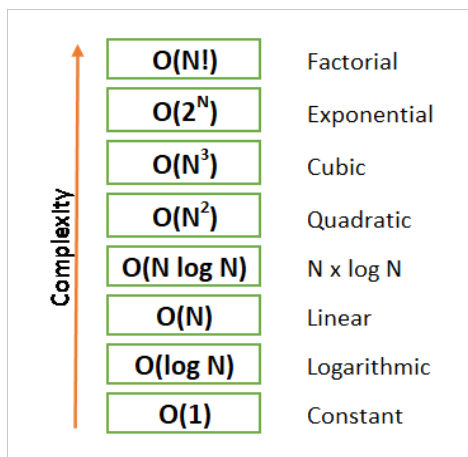 Complexity
O(N!) Factorial
O(2^N) Exponential
O(N^3) Cubic
O(N^2) Quadratic
O(N log N) N x log N
O(N) Linear
O(log N) Logarithmic
O(1) Constant